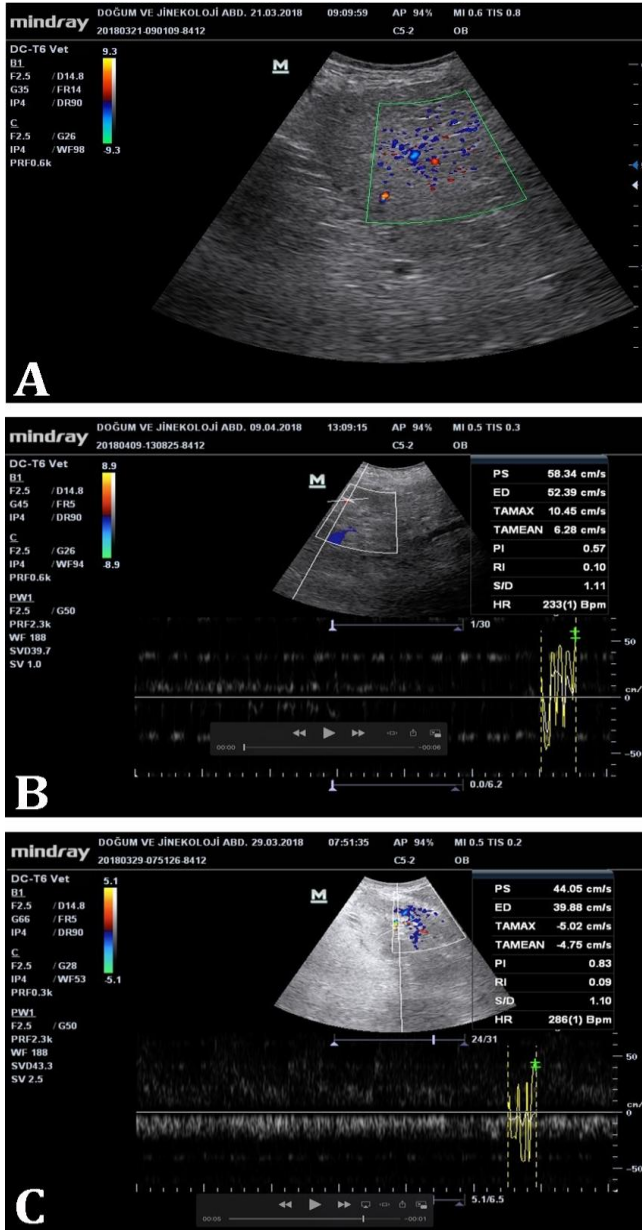 mindray DOĞUM VE JİNEKOLOJİ ABD. 21.03.2018 09:09:59 AP 94% MI 0.6 TIS 0.8
20180321-090109-8412 C5-2 OB
DC-T6 Vet
B1
F2.5 / D14.8
G35 / FR14
IP4 / DR90
C
F2.5 / G26
IP4 / WF98
PRF0.6k
9.3
-9.3
M
A
mindray DOĞUM VE JİNEKOLOJİ ABD. 09.04.2018 13:09:15 AP 94% MI 0.5 TIS 0.3
20180409-130825-8412 C5-2 OB
DC-T6 Vet
B1
F2.5 / D14.8
G45 / FR5
IP4 / DR90
C
F2.5 / G26
IP4 / WF94
PRF0.6k
PW1
F2.5 / G50
PRF2.3k
WF 188
SVD39.7
SV 1.0
8.9
-8.9
M
PS 58.34 cm/s
ED 52.39 cm/s
TAMAX 10.45 cm/s
TAMEAN 6.28 cm/s
PI 0.57
RI 0.10
S/D 1.11
HR 233(1) Bpm
1/30
50
0
-50
00:00 -00:06
0.0/6.2
B
mindray DOĞUM VE JİNEKOLOJİ ABD. 29.03.2018 07:51:35 AP 94% MI 0.5 TIS 0.2
20180329-075126-8412 C5-2 OB
DC-T6 Vet
B1
F2.5 / D14.8
G66 / FR5
IP4 / DR90
C
F2.5 / G28
IP4 / WF53
PRF0.3k
PW1
F2.5 / G50
PRF2.3k
WF 188
SVD43.3
SV 2.5
5.1
-5.1
M
PS 44.05 cm/s
ED 39.88 cm/s
TAMAX -5.02 cm/s
TAMEAN -4.75 cm/s
PI 0.83
RI 0.09
S/D 1.10
HR 286(1) Bpm
24/31
50
0
-50
5.1/6.5
00:05 -00:01
C